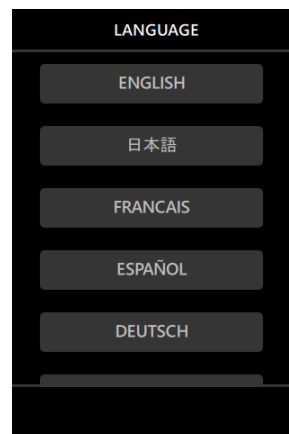 LANGUAGE
ENGLISH
日本語
FRANCAIS
ESPAÑOL
DEUTSCH